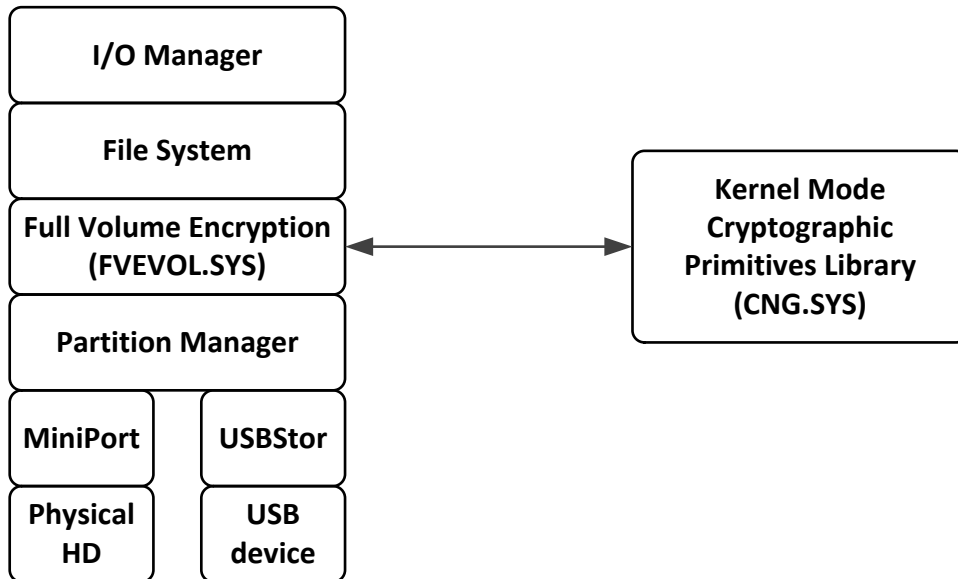 I/O Manager
File System
Full Volume Encryption
(FVEVOL.SYS)
Partition Manager
MiniPort
USBStor
Physical
HD
USB
device
Kernel Mode
Cryptographic
Primitives Library
(CNG.SYS)